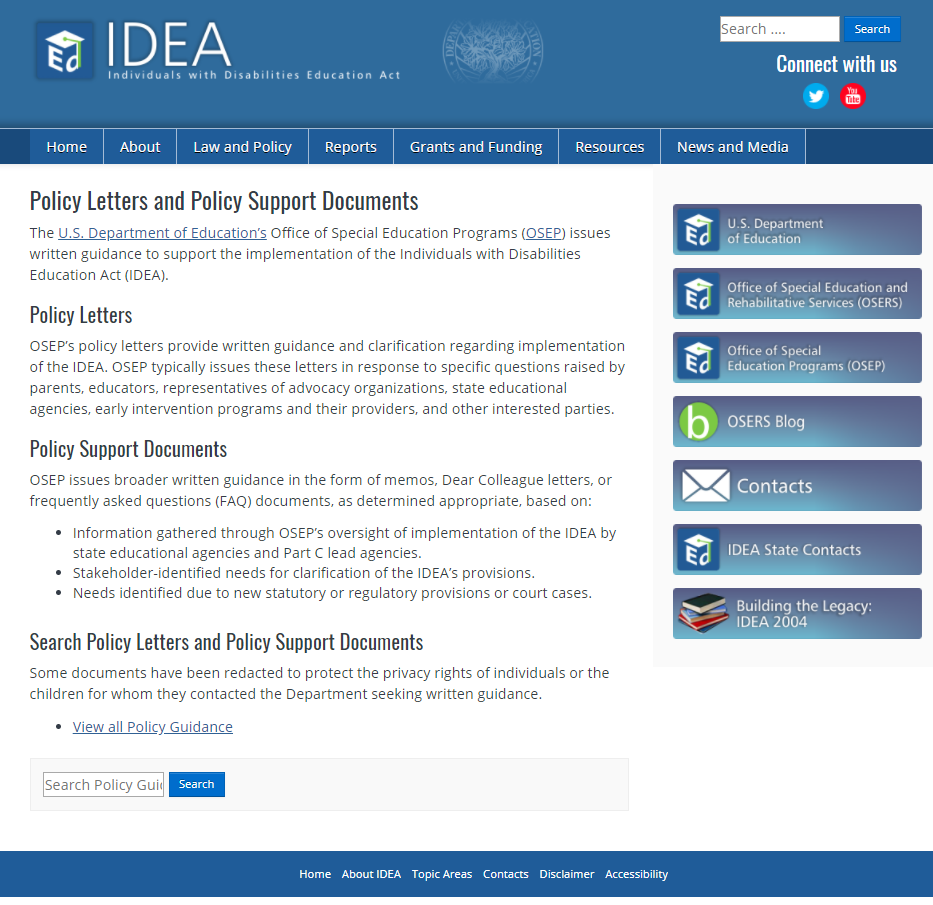 IDEA
Individuals with Disabilities Education Act
Search ....
Search
Connect with us
You
Tube
Home
About
Law and Policy
Reports
Grants and Funding
Resources
News and Media
Policy Letters and Policy Support Documents
The U.S. Department of Education’s Office of Special Education Programs (OSEP) issues
written guidance to support the implementation of the Individuals with Disabilities
Education Act (IDEA).
Policy Letters
OSEP’s policy letters provide written guidance and clarification regarding implementation
of the IDEA. OSEP typically issues these letters in response to specific questions raised by
parents, educators, representatives of advocacy organizations, state educational
agencies, early intervention programs and their providers, and other interested parties.
Policy Support Documents
OSEP issues broader written guidance in the form of memos, Dear Colleague letters, or
frequently asked questions (FAQ) documents, as determined appropriate, based on:
• Information gathered through OSEP’s oversight of implementation of the IDEA by
state educational agencies and Part C lead agencies.
• Stakeholder-identified needs for clarification of the IDEA’s provisions.
• Needs identified due to new statutory or regulatory provisions or court cases.
Search Policy Letters and Policy Support Documents
Some documents have been redacted to protect the privacy rights of individuals or the
children for whom they contacted the Department seeking written guidance.
• View all Policy Guidance
Search Policy Gui
Search
Ed U.S. Department
of Education
Ed Office of Special Education and
Rehabilitative Services (OSERS)
Ed Office of Special
Education Programs (OSEP)
b OSERS Blog
Contacts
Ed IDEA State Contacts
Building the Legacy:
IDEA 2004
Home
About IDEA
Topic Areas
Contacts
Disclaimer
Accessibility